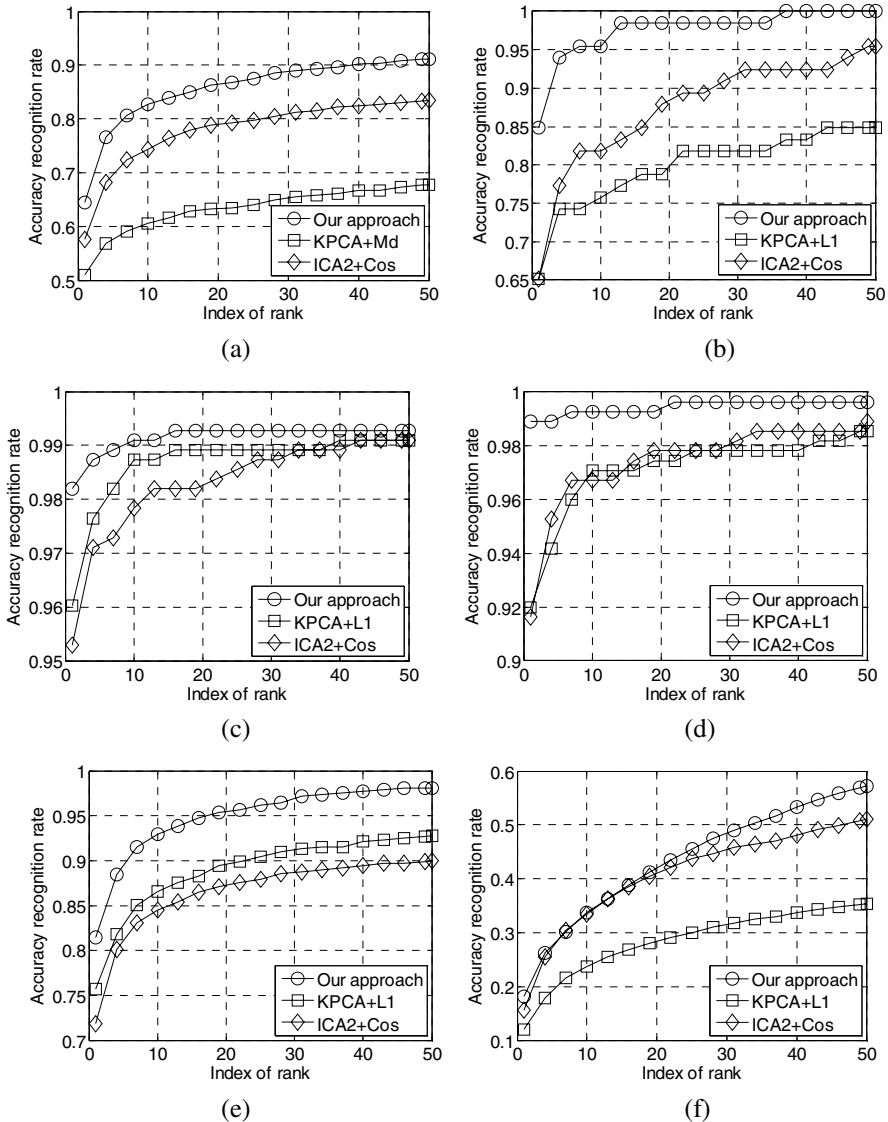 1
0.9
0.8
0.7
0.6
0.5
0 10 20 30 40 50
Accuracy recognition rate
Index of rank
Our approach
KPCA+Md
ICA2+Cos
(a)
1
0.95
0.9
0.85
0.8
0.75
0.7
0.65
0 10 20 30 40 50
Accuracy recognition rate
Index of rank
Our approach
KPCA+L1
ICA2+Cos
(b)
1
0.99
0.98
0.97
0.96
0.95
0 10 20 30 40 50
Accuracy recognition rate
Index of rank
Our approach
KPCA+L1
ICA2+Cos
(c)
1
0.98
0.96
0.94
0.92
0.9
0 10 20 30 40 50
Accuracy recognition rate
Index of rank
Our approach
KPCA+L1
ICA2+Cos
(d)
1
0.95
0.9
0.85
0.8
0.75
0.7
0 10 20 30 40 50
Accuracy recognition rate
Index of rank
Our approach
KPCA+L1
ICA2+Cos
(e)
0.6
0.5
0.4
0.3
0.2
0.1
0 10 20 30 40 50
Accuracy recognition rate
Index of rank
Our approach
KPCA+L1
ICA2+Cos
(f)